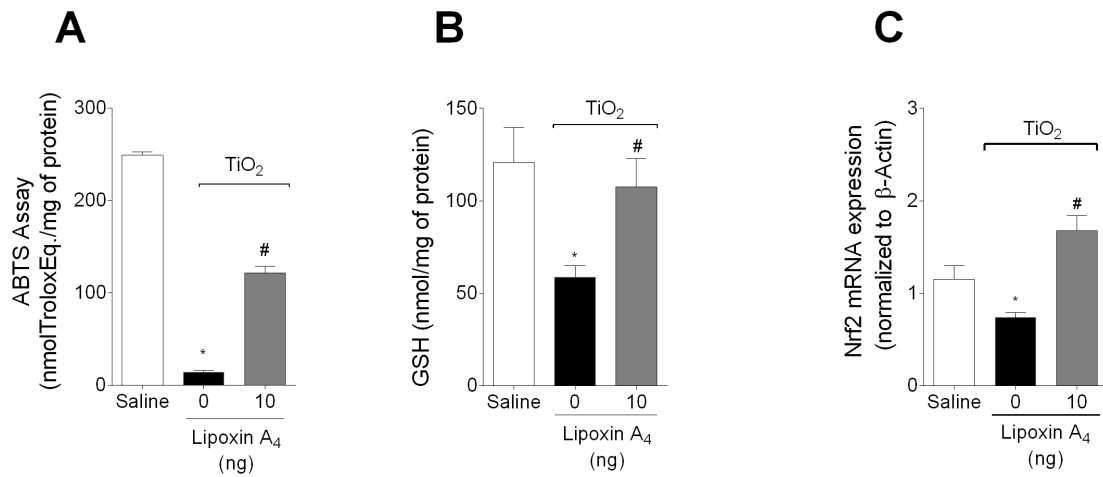 A
ABTS Assay
(nmolTroloxEq./mg of protein)
300
200
100
0
TiO₂
*
#
Saline
0
10
Lipoxin A₄
(ng)
B
GSH (nmol/mg of protein)
150
100
50
0
TiO₂
*
#
Saline
0
10
Lipoxin A₄
(ng)
C
Nrf2 mRNA expression
(normalized to β-Actin)
3
2
1
0
TiO₂
*
#
Saline
0
10
Lipoxin A₄
(ng)